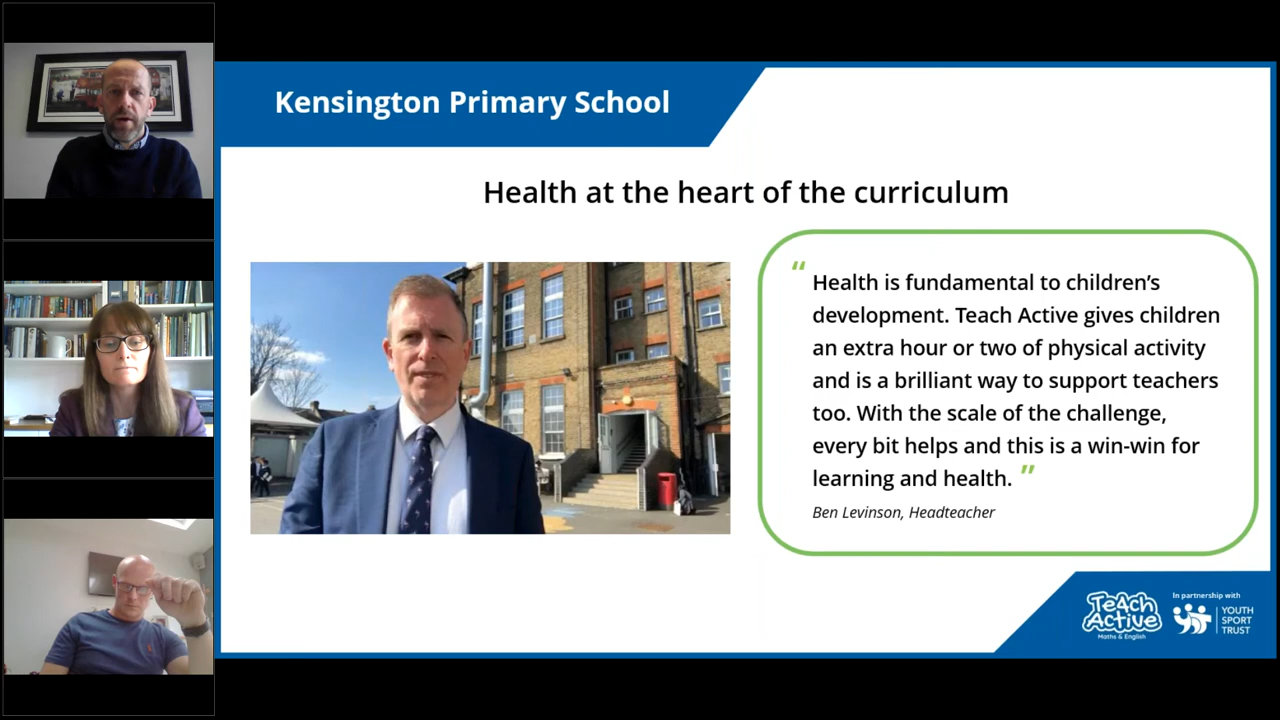 Kensington Primary School
Health at the heart of the curriculum
“ Health is fundamental to children’s
development. Teach Active gives children
an extra hour or two of physical activity
and is a brilliant way to support teachers
too. With the scale of the challenge,
every bit helps and this is a win-win for
learning and health. ”
Ben Levinson, Headteacher
TeAch
Active
Maths & English
In partnership with
YOUTH
SPORT
TRUST